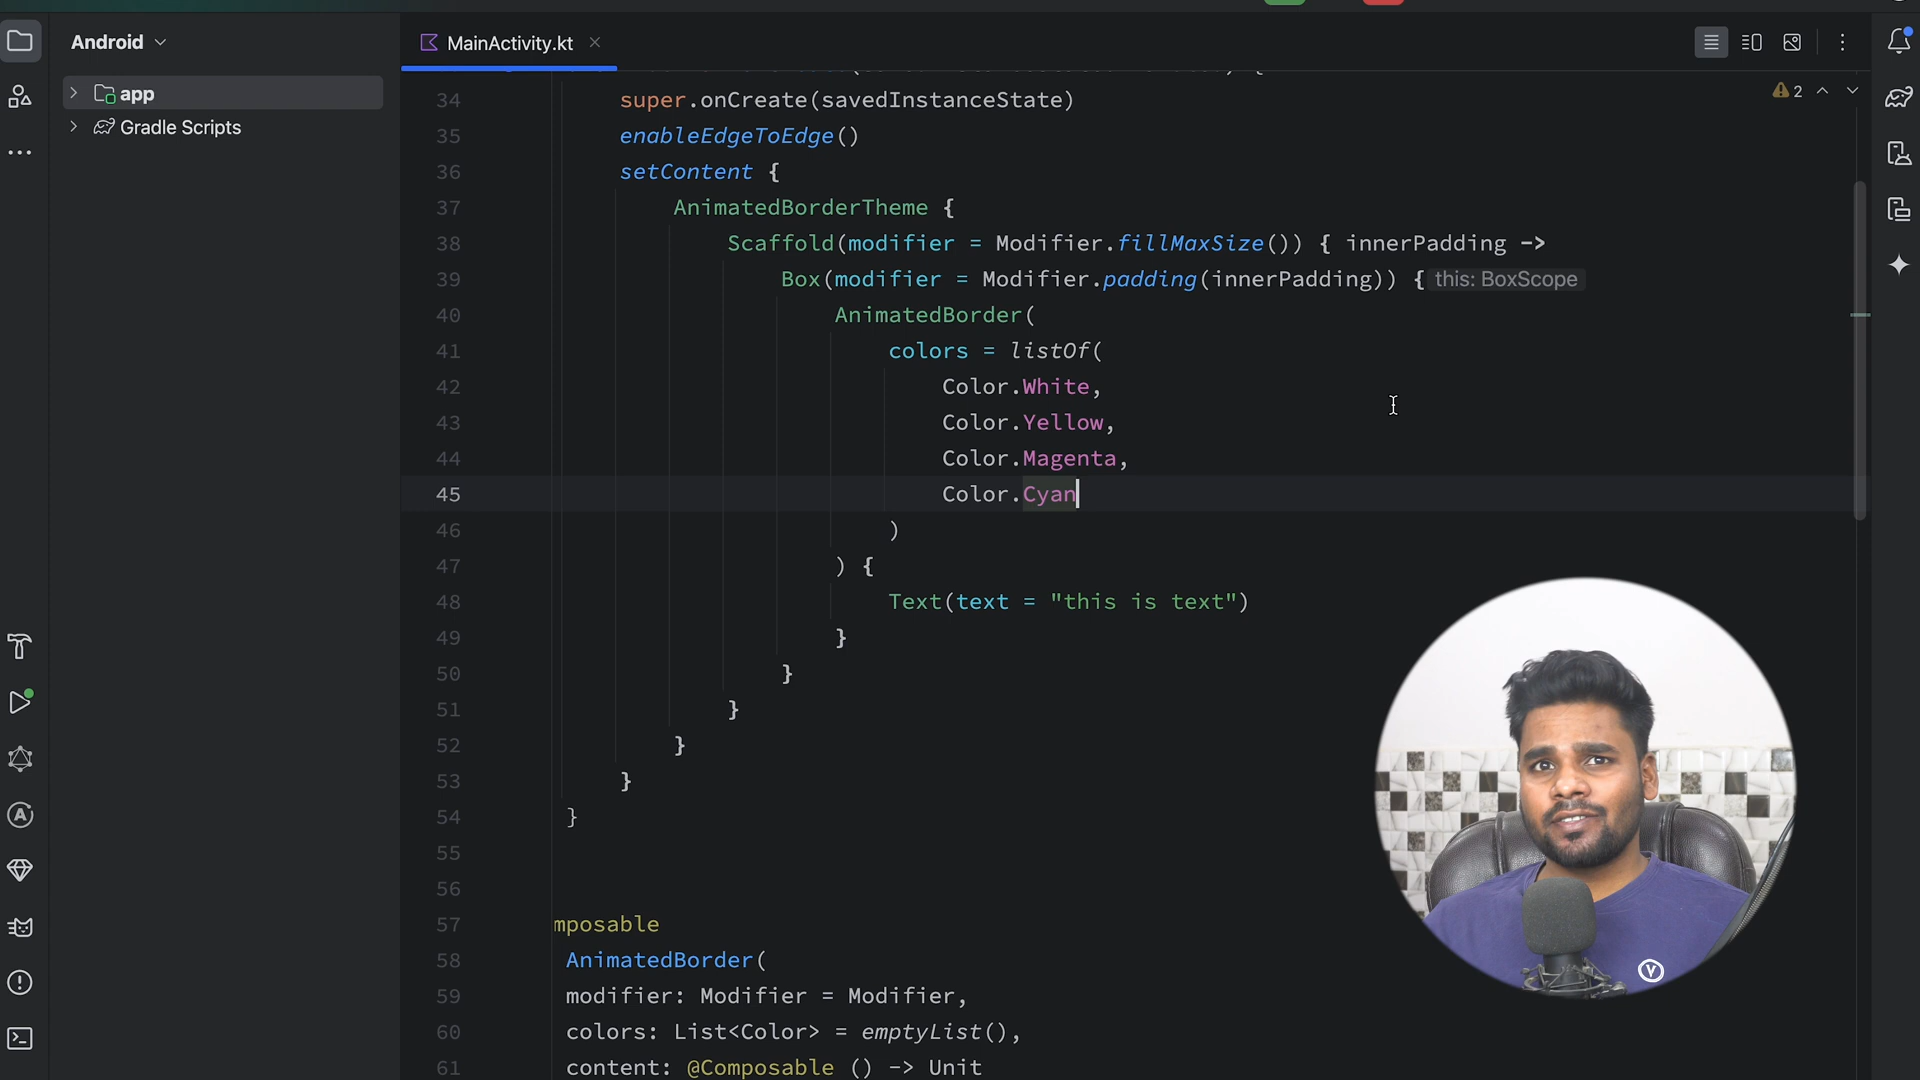 Android
MainActivity.kt
app
Gradle Scripts
2
34 super.onCreate(savedInstanceState)
35 enableEdgeToEdge()
36 setContent {
37 AnimatedBorderTheme {
38 Scaffold(modifier = Modifier.fillMaxSize()) { innerPadding ->
39 Box(modifier = Modifier.padding(innerPadding)) { this: BoxScope
40 AnimatedBorder(
41 colors = listOf(
42 Color.White,
43 Color.Yellow,
44 Color.Magenta,
45 Color.Cyan
46 )
47 ) {
48 Text(text = "this is text")
49 }
50 }
51 }
52 }
53 }
54 }
55
56
57 mposable
58 AnimatedBorder(
59 modifier: Modifier = Modifier,
60 colors: List<Color> = emptyList(),
61 content: @Composable () -> Unit